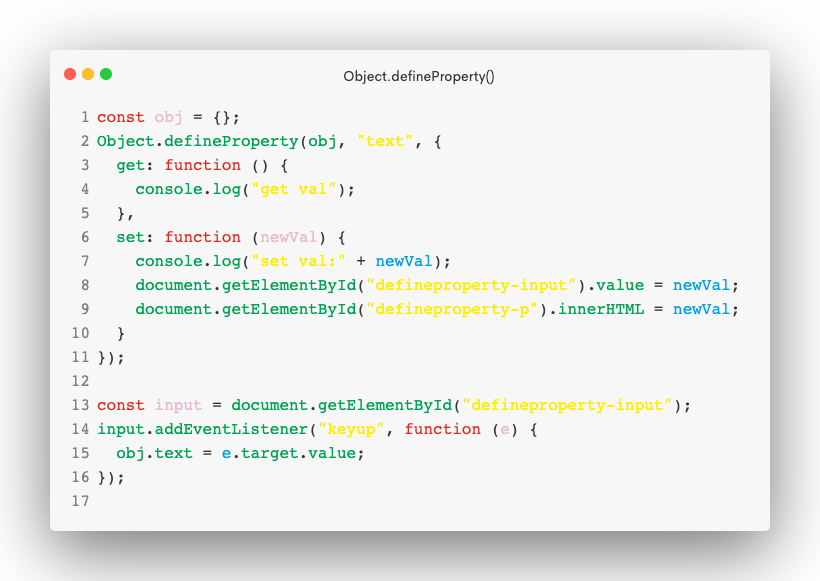 Object.defineProperty()
1 const obj = {};
2 Object.defineProperty(obj, "text", {
3   get: function () {
4     console.log("get val");
5   },
6   set: function (newVal) {
7     console.log("set val:" + newVal);
8     document.getElementById("defineproperty-input").value = newVal;
9     document.getElementById("defineproperty-p").innerHTML = newVal;
10   }
11 });
12
13 const input = document.getElementById("defineproperty-input");
14 input.addEventListener("keyup", function (e) {
15   obj.text = e.target.value;
16 });
17